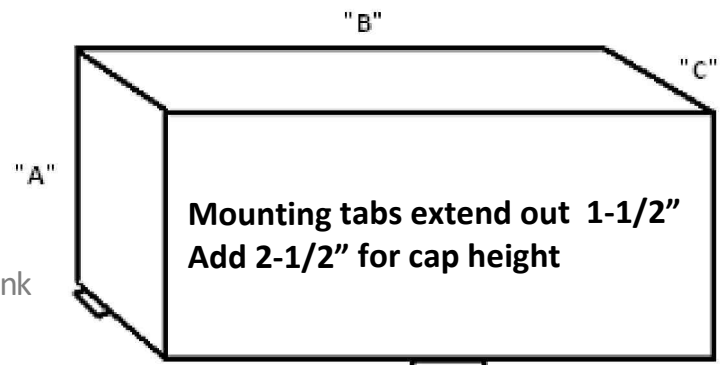 "B"
"C"
"A"
Mounting tabs extend out 1-1/2”
Add 2-1/2” for cap height
nk